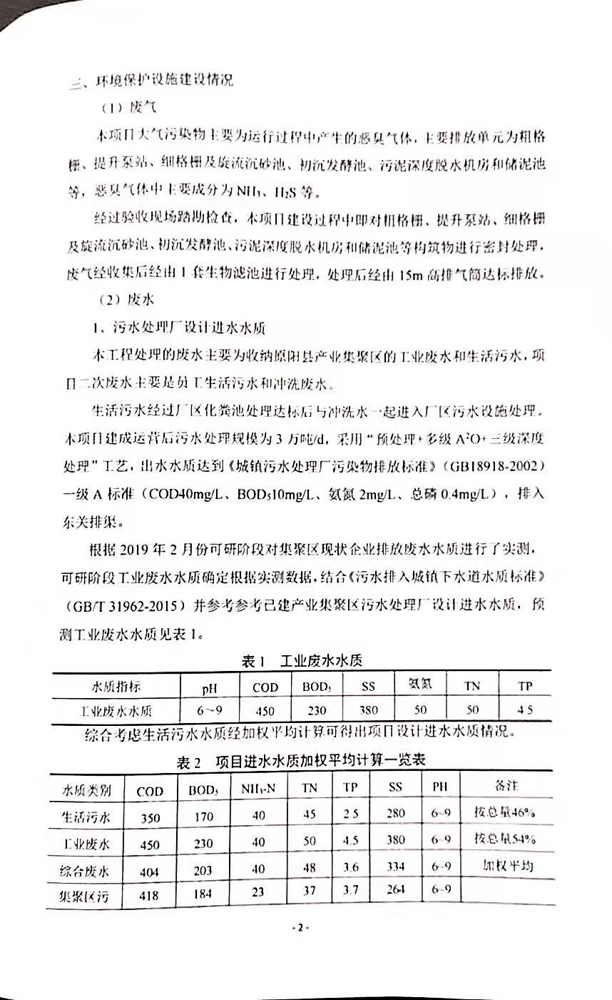 三、环境保护设施建设情况
（1）废气
本项目大气污染物主要为运行过程中产生的恶臭气体，主要排放单元为粗格
栅、提升泵站、细格栅及旋流沉砂池、初沉发酵池、污泥深度脱水机房和储泥池
等，恶臭气体中主要成分为 NH₃、H₂S 等。
经过验收现场踏勘检查，本项目建设过程中即对粗格栅、提升泵站、细格栅
及旋流沉砂池、初沉发酵池、污泥深度脱水机房和储泥池等构筑物进行密封处理，
废气经收集后经由 1 套生物滤池进行处理，处理后经由 15m 高排气筒达标排放。
（2）废水
1、污水处理厂设计进水水质
本工程处理的废水主要为收纳原阳县产业集聚区的工业废水和生活污水，项
目二次废水主要是员工生活污水和冲洗废水。
生活污水经过厂区化粪池处理达标后与冲洗水一起进入厂区污水设施处理。
本项目建成运营后污水处理规模为 3 万吨/d，采用“预处理+多级 A²O+三级深度
处理”工艺，出水水质达到《城镇污水处理厂污染物排放标准》（GB18918-2002）
一级 A 标准（COD40mg/L、BOD₅10mg/L、氨氮 2mg/L、总磷 0.4mg/L），排入
东关排渠。
根据 2019 年 2 月份可研阶段对集聚区现状企业排放废水水质进行了实测，
可研阶段工业废水水质确定根据实测数据，结合《污水排入城镇下水道水质标准》
（GB/T 31962-2015）并参考参考已建产业集聚区污水处理厂设计进水水质，预
测工业废水水质见表 1。
表 1 工业废水水质
水质指标 pH COD BOD₅ SS 氨氮 TN TP
工业废水水质 6～9 450 230 380 50 50 4.5
综合考虑生活污水水质经加权平均计算可得出项目设计进水水质情况。
表 2 项目进水水质加权平均计算一览表
水质类别 COD BOD₅ NH₃-N TN TP SS PH 备注
生活污水 350 170 40 45 2.5 280 6~9 按总量46%
工业废水 450 230 40 50 4.5 380 6~9 按总量54%
综合废水 404 203 40 48 3.6 334 6~9 加权平均
集聚区污 418 184 23 37 3.7 264 6~9
- 2 -